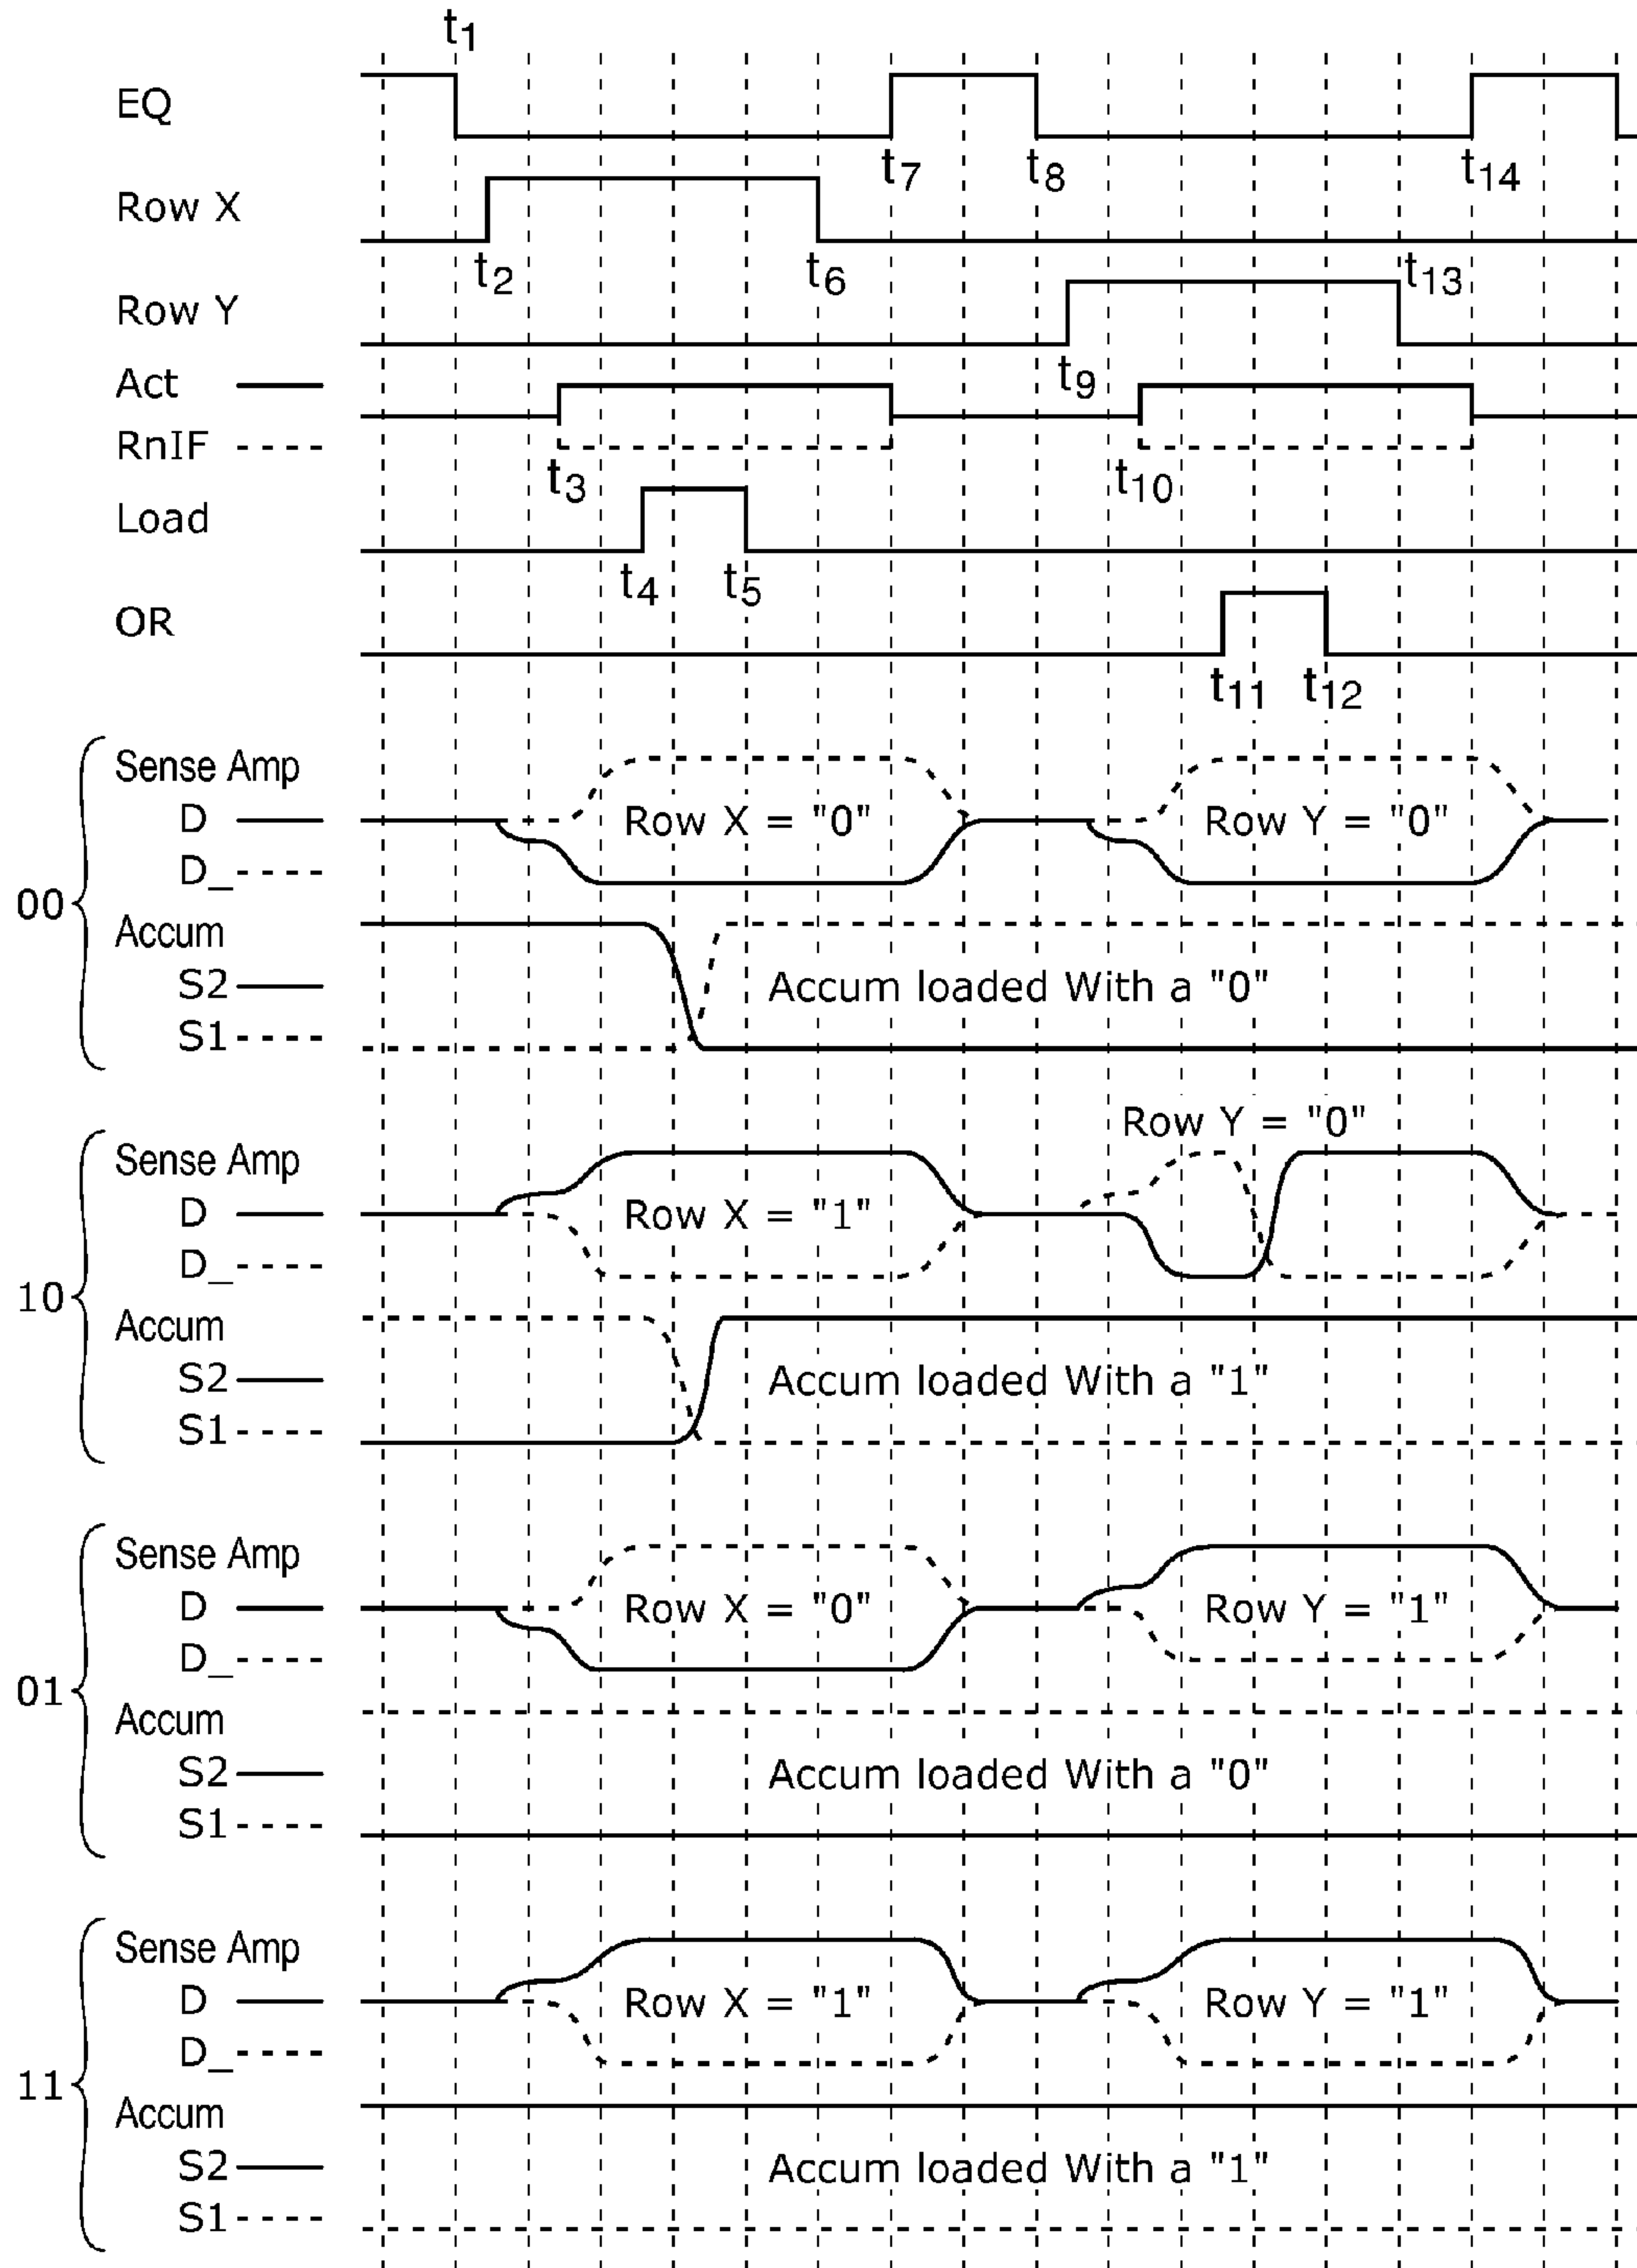 t1
EQ
t7 t8 t14
Row X
t2 t6 t13
Row Y
t9
Act
RnIF
t3 t10
Load
t4 t5
OR
t11 t12
00
Sense Amp
D Row X = "0" Row Y = "0"
D_
Accum
S2 Accum loaded With a "0"
S1
10
Row Y = "0"
Sense Amp
D Row X = "1"
D_
Accum
S2 Accum loaded With a "1"
S1
01
Sense Amp
D Row X = "0" Row Y = "1"
D_
Accum
S2 Accum loaded With a "0"
S1
11
Sense Amp
D Row X = "1" Row Y = "1"
D_
Accum
S2 Accum loaded With a "1"
S1